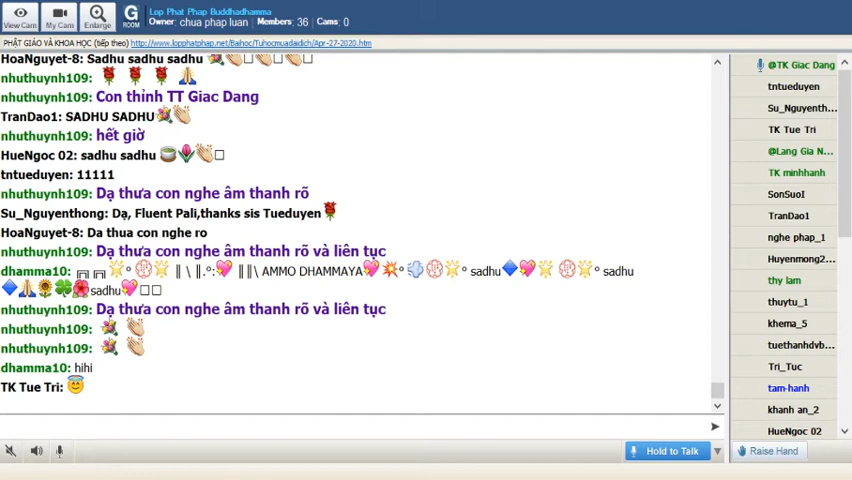 View Cam
My Cam
Enlarge
G
ROOM
Lop Phat Phap Buddhadhamma
Owner: chua phap luan Members: 36 Cams: 0
PHẬT GIÁO VÀ KHOA HỌC (tiếp theo) http://www.lopphatphap.net/Baihoc/Tuhocmuadaidich/Apr-27-2020.htm
HoaNguyet-8: Sadhu sadhu sadhu
nhuthuynh109:
nhuthuynh109: Con thỉnh TT Giac Dang
TranDao1: SADHU SADHU
nhuthuynh109: hết giờ
HueNgoc 02: sadhu sadhu
tntueduyen: 11111
nhuthuynh109: Dạ thưa con nghe âm thanh rõ
Su_Nguyenthong: Dạ, Fluent Pali,thanks sis Tueduyen
HoaNguyet-8: Da thua con nghe ro
nhuthuynh109: Dạ thưa con nghe âm thanh rõ và liên tục
dhamma10: ╔╗╔╗ º ║ \ ║.º: ║║\ AMMO DHAMMAYA º º sadhu º sadhu
sadhu
nhuthuynh109: Dạ thưa con nghe âm thanh rõ và liên tục
nhuthuynh109:
nhuthuynh109:
dhamma10: hihi
TK Tue Tri:
@TK Giac Dang
tntueduyen
Su_Nguyenth...
TK Tue Tri
@Lang Gia N...
TK minhhanh
SonSuoI
TranDao1
nghe phap_1
Huyenmong2...
thy lam
thuytu_1
khema_5
tuethanhdvb...
Tri_Tuc
tam-hanh
khanh an_2
HueNgoc 02
Hold to Talk
Raise Hand